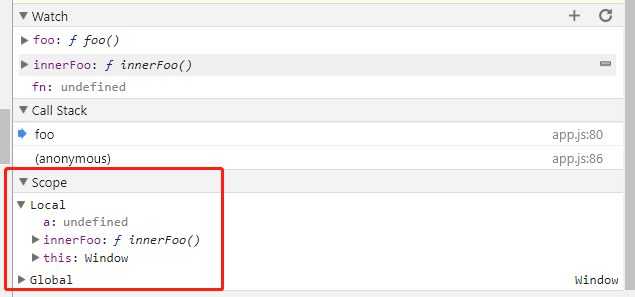 Watch
foo: ƒ foo()
innerFoo: ƒ innerFoo()
fn: undefined
Call Stack
foo app.js:80
(anonymous) app.js:86
Scope
Local
a: undefined
innerFoo: ƒ innerFoo()
this: Window
Global Window